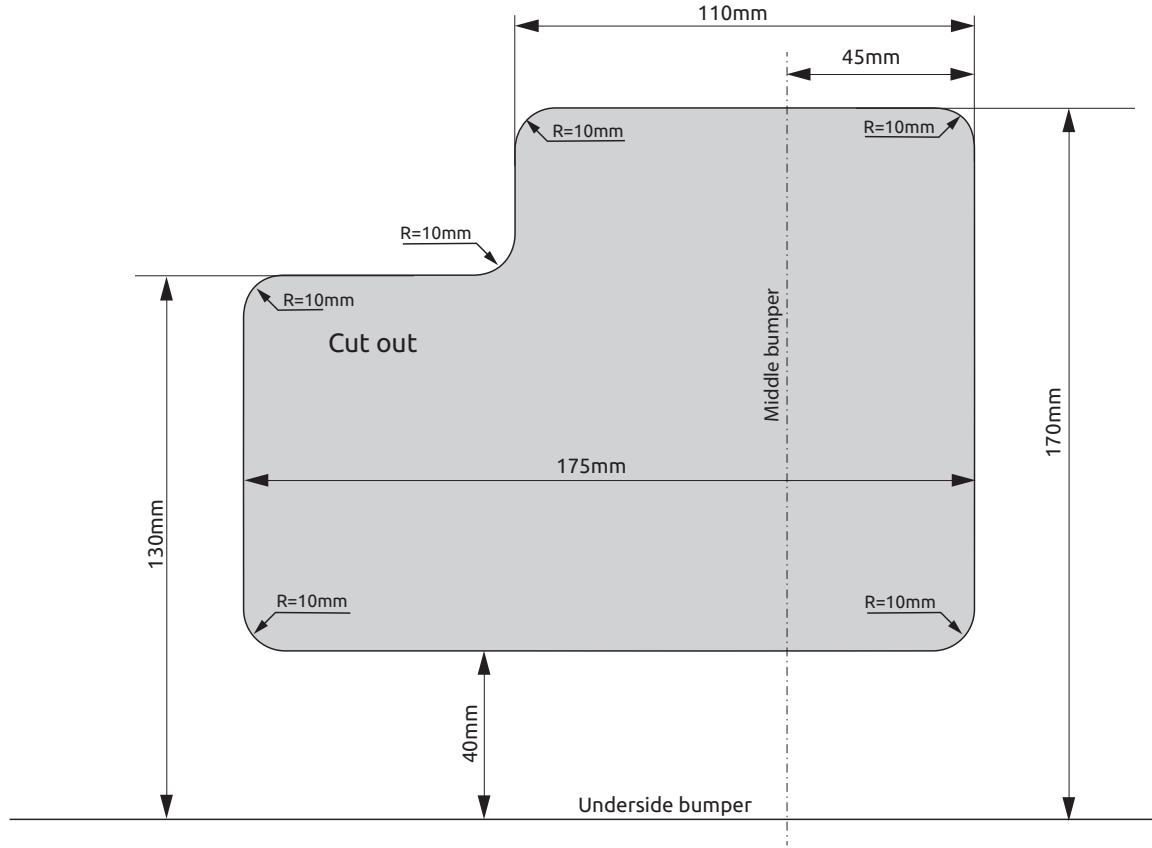 110mm
45mm
R=10mm
R=10mm
R=10mm
R=10mm
Cut out
Middle bumper
170mm
175mm
130mm
R=10mm
R=10mm
40mm
Underside bumper